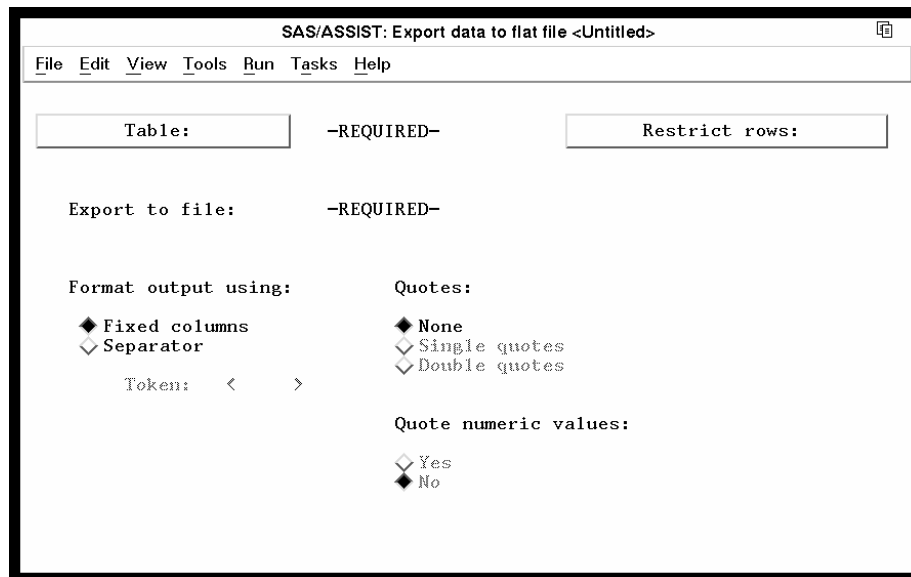 SAS/ASSIST: Export data to flat file <Untitled>
File Edit View Tools Run Tasks Help
Table: -REQUIRED- Restrict rows:
Export to file: -REQUIRED-
Format output using: Quotes:
Fixed columns None
Separator Single quotes
Double quotes
Token: < >
Quote numeric values:
Yes
No